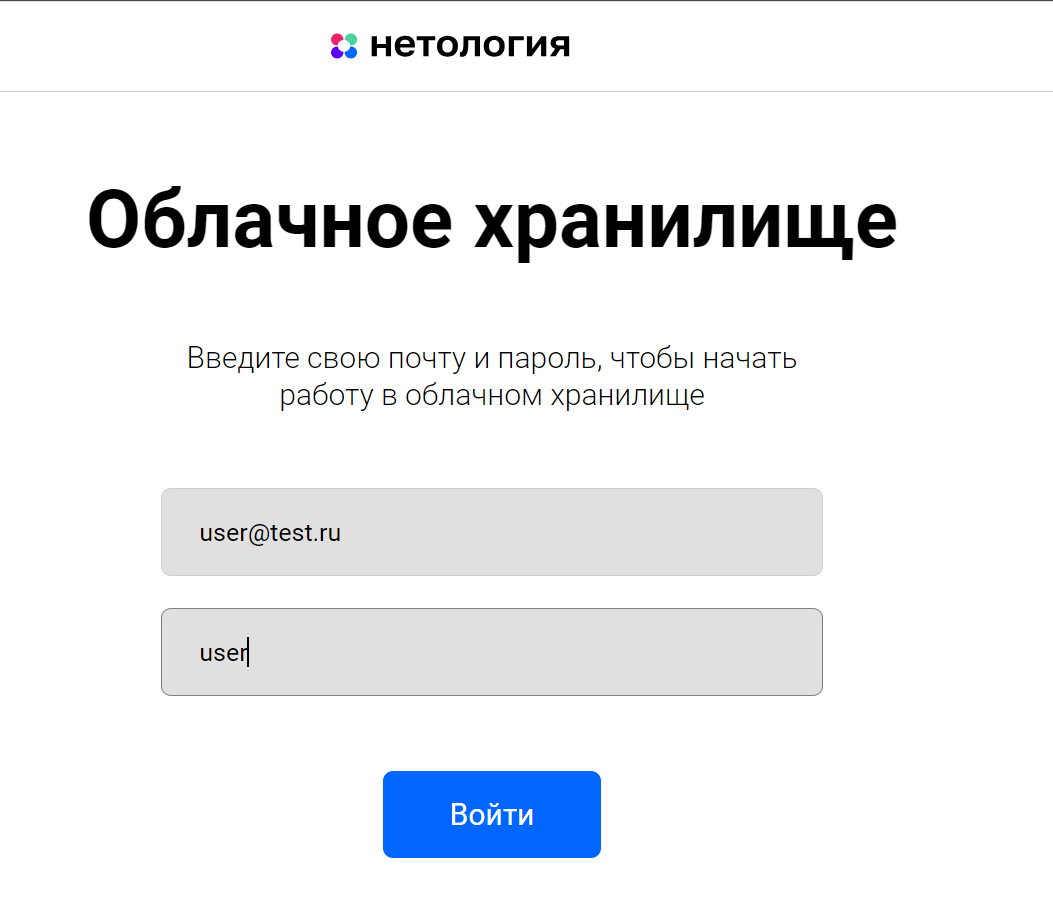 нетология
Облачное хранилище
Введите свою почту и пароль, чтобы начать
работу в облачном хранилище
user@test.ru
user
Войти